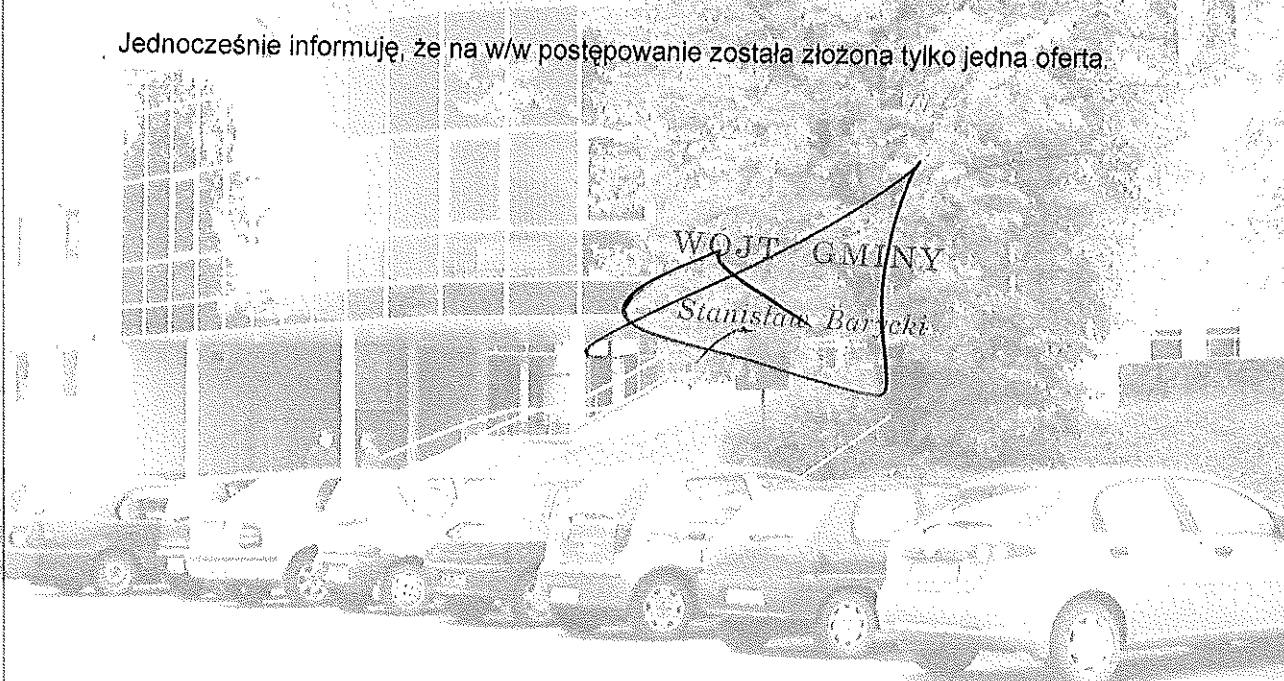 Jednocześnie informuję, że na w/w postępowanie została złożona tylko jedna oferta.
WÓJT GMINY
Stanisław Barycki